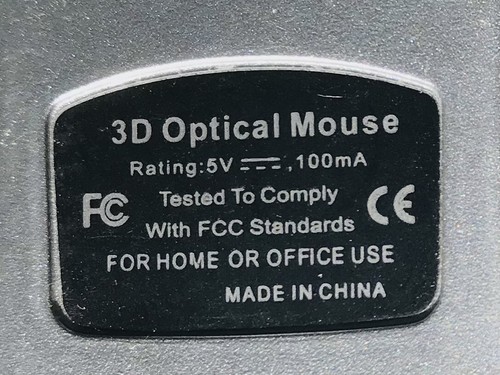 3D Optical Mouse
Rating:5V ⎓,100mA
FC Tested To Comply CE
With FCC Standards
FOR HOME OR OFFICE USE
MADE IN CHINA